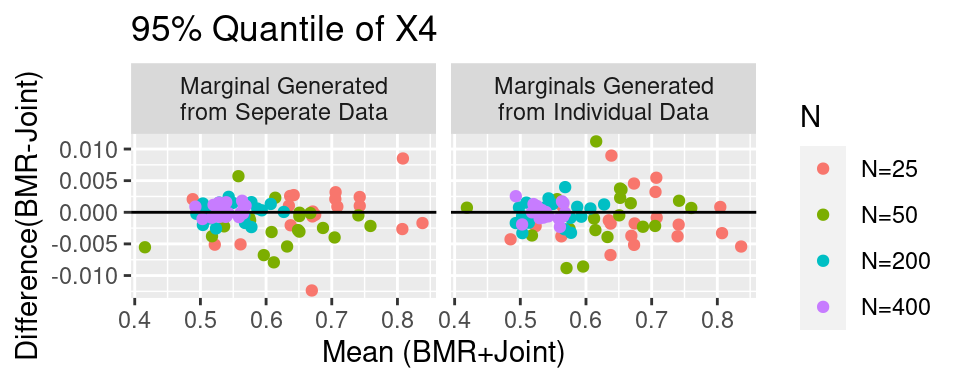 95% Quantile of X4
Marginal Generated
from Seperate Data
Marginals Generated
from Individual Data
Difference(BMR-Joint)
0.010
0.005
0.000
-0.005
-0.010
0.4 0.5 0.6 0.7 0.8
0.4 0.5 0.6 0.7 0.8
Mean (BMR+Joint)
N
N=25
N=50
N=200
N=400